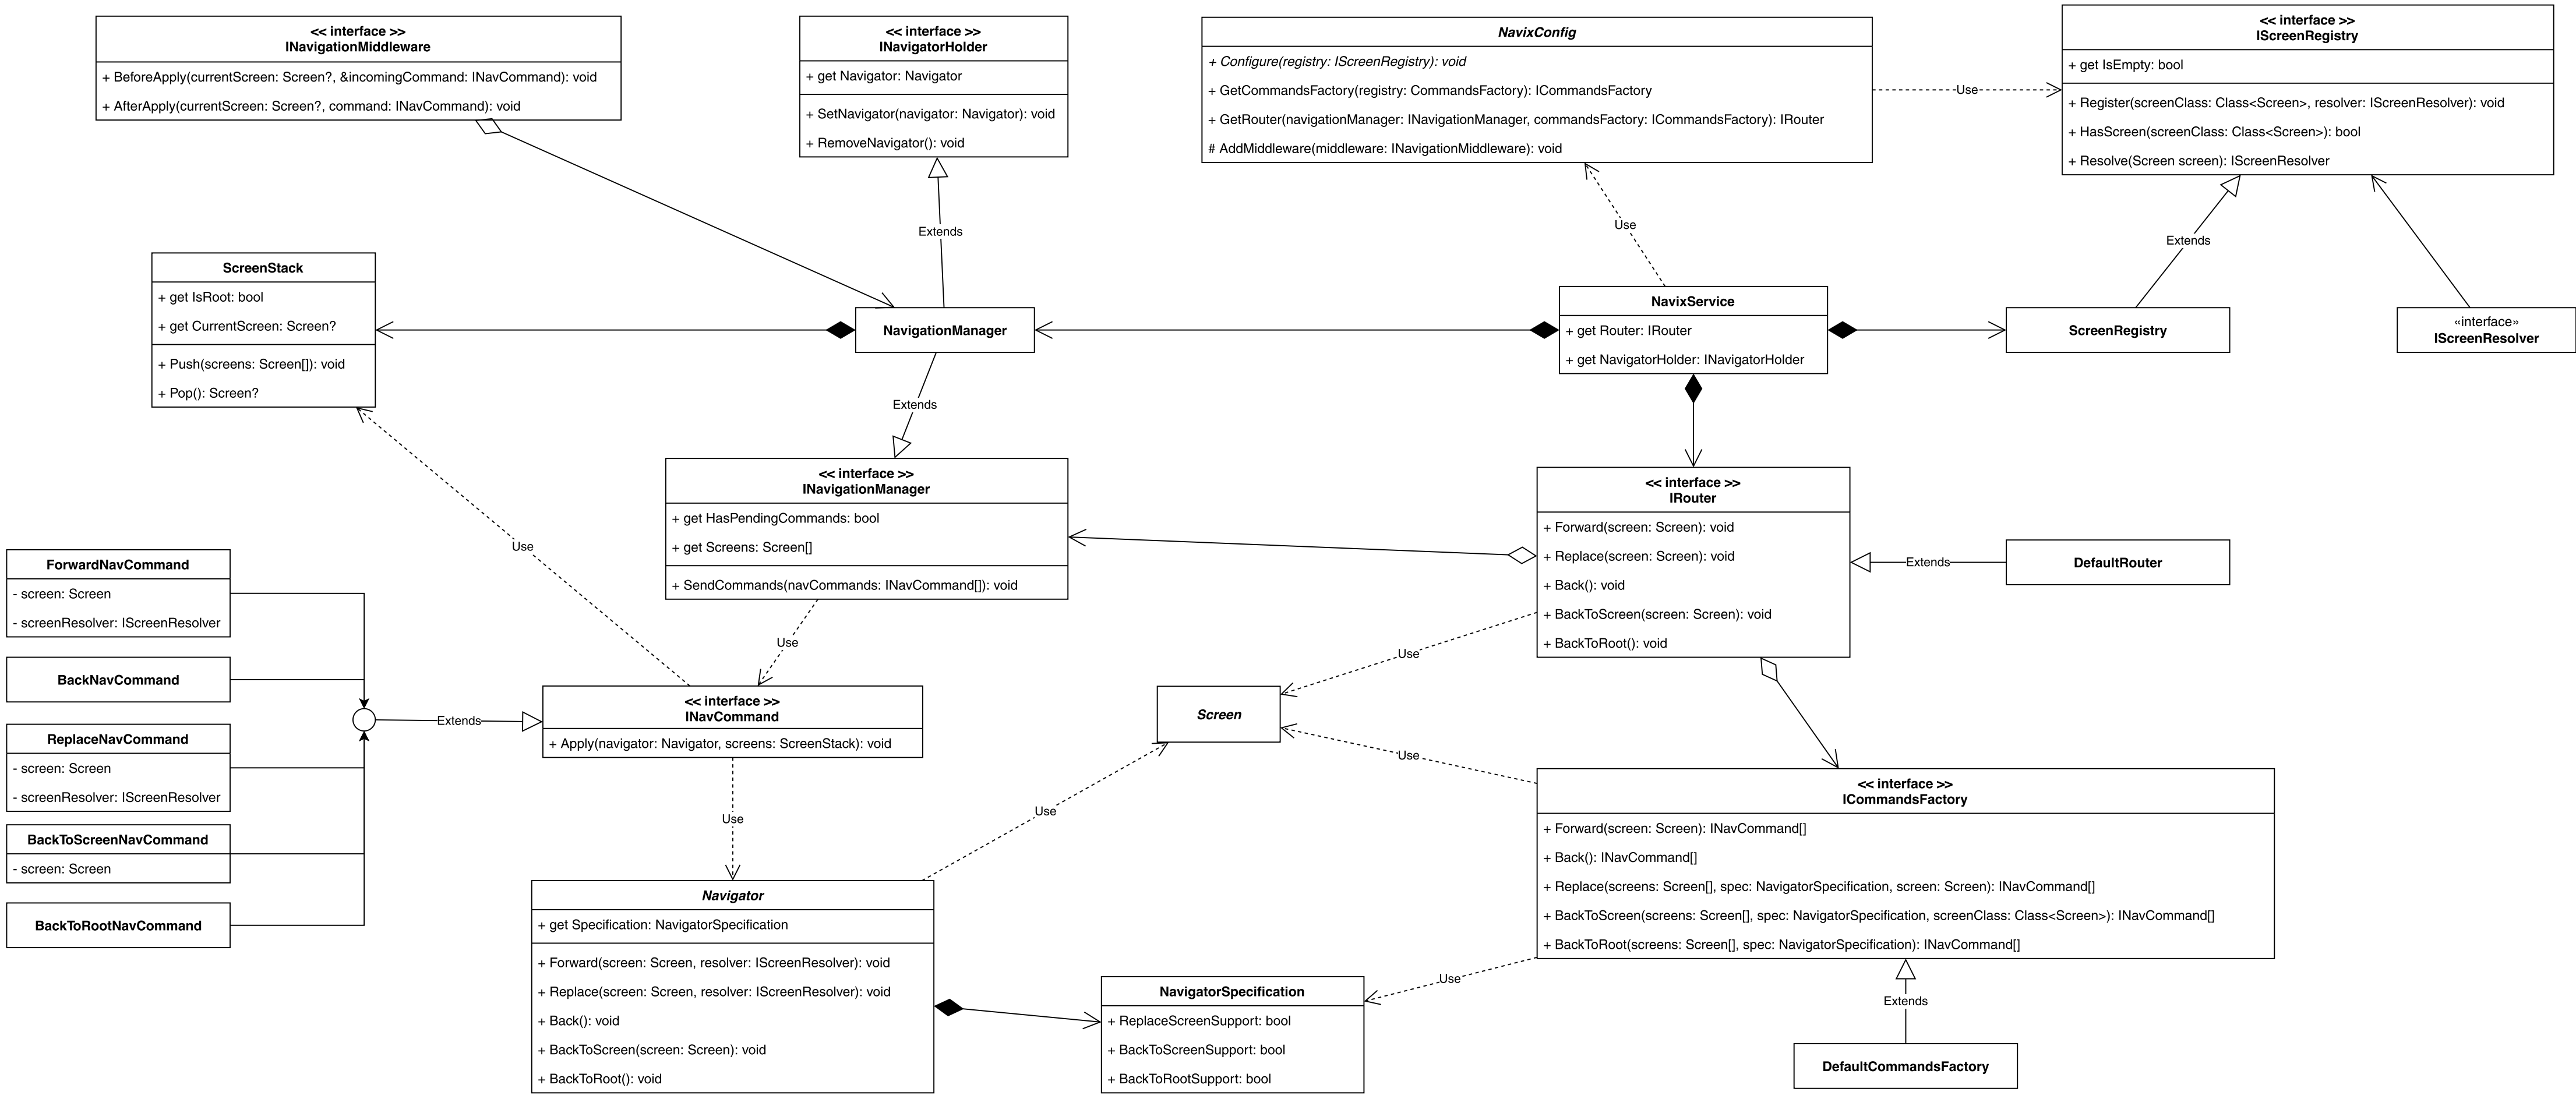 << interface >>
INavigationMiddleware
+ BeforeApply(currentScreen: Screen?, &incomingCommand: INavCommand): void
+ AfterApply(currentScreen: Screen?, command: INavCommand): void
<< interface >>
INavigatorHolder
+ get Navigator: Navigator
+ SetNavigator(navigator: Navigator): void
+ RemoveNavigator(): void
NavixConfig
+ Configure(registry: IScreenRegistry): void
+ GetCommandsFactory(registry: CommandsFactory): ICommandsFactory
+ GetRouter(navigationManager: INavigationManager, commandsFactory: ICommandsFactory): IRouter
# AddMiddleware(middleware: INavigationMiddleware): void
Use
<< interface >>
IScreenRegistry
+ get IsEmpty: bool
+ Register(screenClass: Class<Screen>, resolver: IScreenResolver): void
+ HasScreen(screenClass: Class<Screen>): bool
+ Resolve(Screen screen): IScreenResolver
Extends
Use
Extends
ScreenStack
+ get IsRoot: bool
+ get CurrentScreen: Screen?
+ Push(screens: Screen[]): void
+ Pop(): Screen?
NavigationManager
NavixService
+ get Router: IRouter
+ get NavigatorHolder: INavigatorHolder
ScreenRegistry
«interface»
IScreenResolver
Extends
<< interface >>
INavigationManager
+ get HasPendingCommands: bool
+ get Screens: Screen[]
+ SendCommands(navCommands: INavCommand[]): void
<< interface >>
IRouter
+ Forward(screen: Screen): void
+ Replace(screen: Screen): void
+ Back(): void
+ BackToScreen(screen: Screen): void
+ BackToRoot(): void
Extends
DefaultRouter
Use
Use
Use
ForwardNavCommand
- screen: Screen
- screenResolver: IScreenResolver
BackNavCommand
ReplaceNavCommand
- screen: Screen
- screenResolver: IScreenResolver
BackToScreenNavCommand
- screen: Screen
BackToRootNavCommand
Extends
<< interface >>
INavCommand
+ Apply(navigator: Navigator, screens: ScreenStack): void
Screen
Use
Use
Use
<< interface >>
ICommandsFactory
+ Forward(screen: Screen): INavCommand[]
+ Back(): INavCommand[]
+ Replace(screens: Screen[], spec: NavigatorSpecification, screen: Screen): INavCommand[]
+ BackToScreen(screens: Screen[], spec: NavigatorSpecification, screenClass: Class<Screen>): INavCommand[]
+ BackToRoot(screens: Screen[], spec: NavigatorSpecification): INavCommand[]
Navigator
+ get Specification: NavigatorSpecification
+ Forward(screen: Screen, resolver: IScreenResolver): void
+ Replace(screen: Screen, resolver: IScreenResolver): void
+ Back(): void
+ BackToScreen(screen: Screen): void
+ BackToRoot(): void
NavigatorSpecification
+ ReplaceScreenSupport: bool
+ BackToScreenSupport: bool
+ BackToRootSupport: bool
Use
Extends
DefaultCommandsFactory